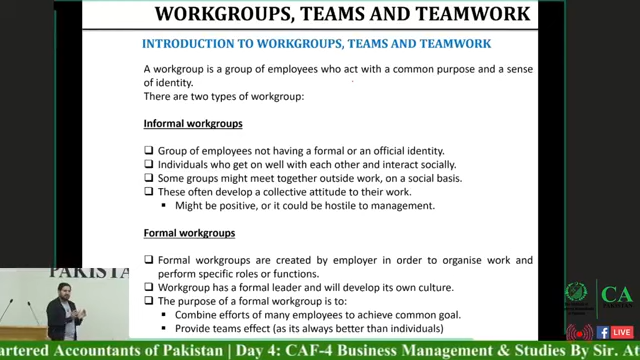 WORKGROUPS, TEAMS AND TEAMWORK
INTRODUCTION TO WORKGROUPS, TEAMS AND TEAMWORK
A workgroup is a group of employees who act with a common purpose and a sense
of identity.
There are two types of workgroup:
Informal workgroups
Group of employees not having a formal or an official identity.
Individuals who get on well with each other and interact socially.
Some groups might meet together outside work, on a social basis.
These often develop a collective attitude to their work.
Might be positive, or it could be hostile to management.
Formal workgroups
Formal workgroups are created by employer in order to organise work and
perform specific roles or functions.
Workgroup has a formal leader and will develop its own culture.
The purpose of a formal workgroup is to:
Combine efforts of many employees to achieve common goal.
Provide teams effect (as its always better than individuals)
PAKISTAN
CA
PAKISTAN
LIVE
artered Accountants of Pakistan | Day 4: CAF-4 Business Management & Studies By Sir. At